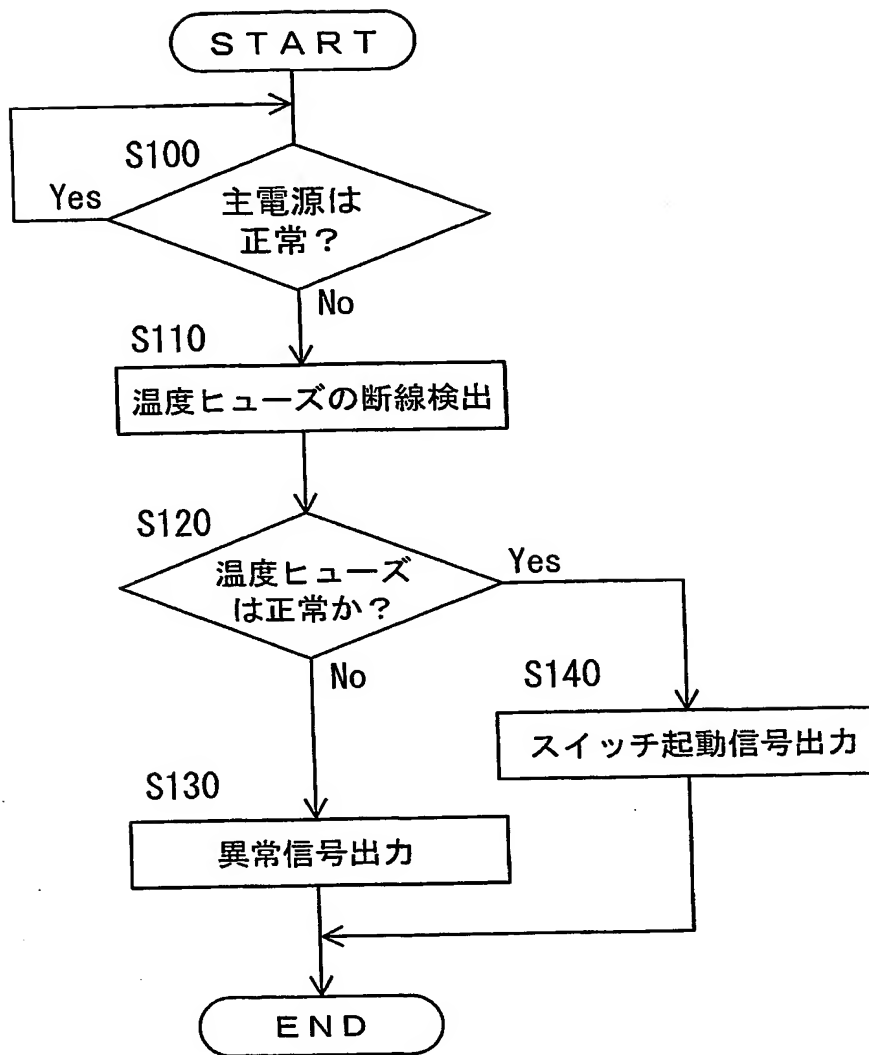 START
S100
Yes
主電源は
正常?
No
S110
温度ヒューズの断線検出
S120
温度ヒューズ
は正常か?
Yes
No
S140
スイッチ起動信号出力
S130
異常信号出力
END